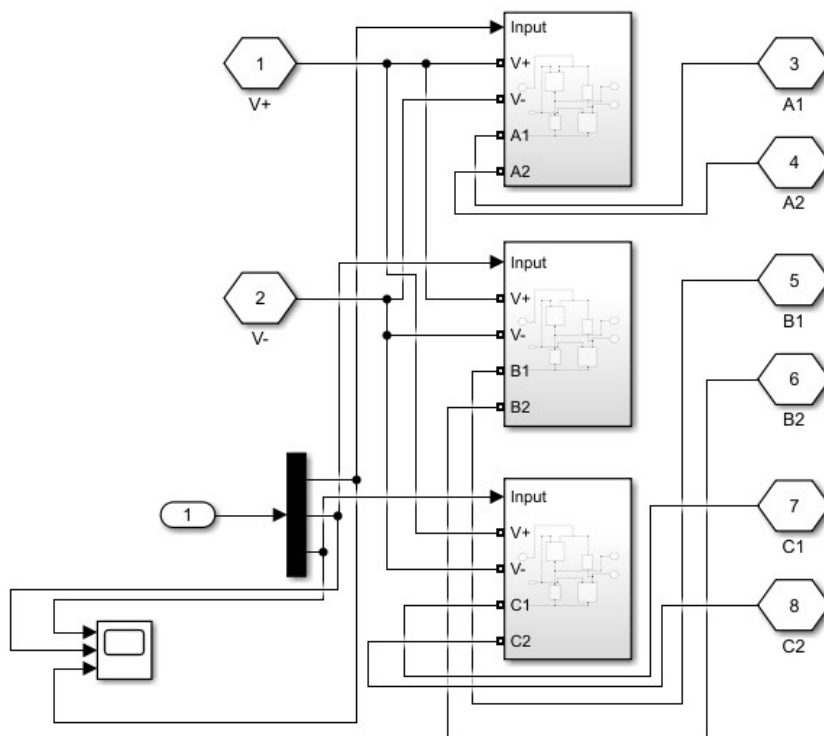 1
V+
2
V-
1
Input
V+
V-
A1
A2
Input
V+
V-
B1
B2
Input
V+
V-
C1
C2
3
A1
4
A2
5
B1
6
B2
7
C1
8
C2